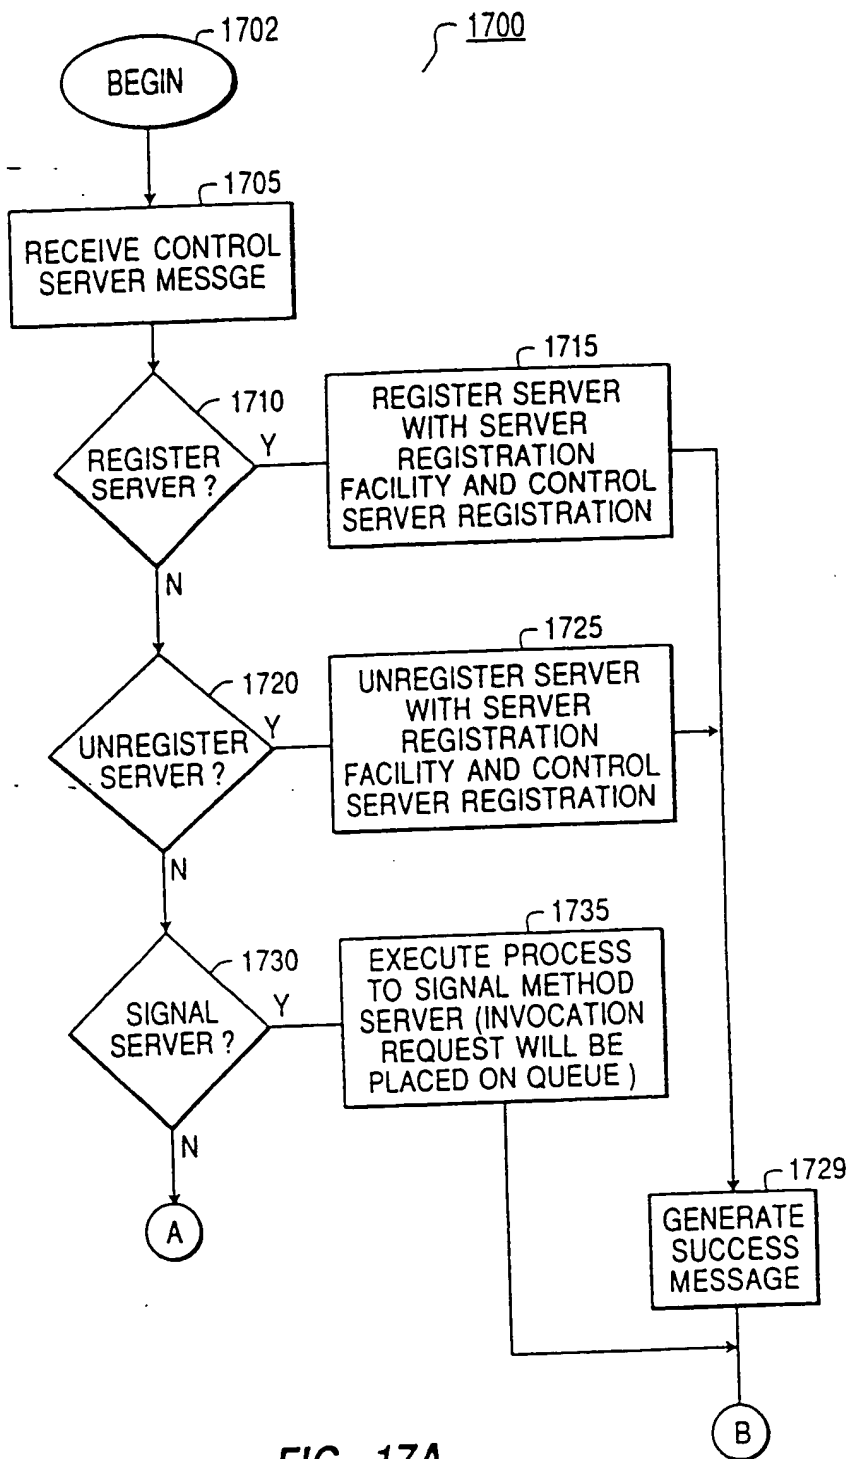 1702
1700
BEGIN
1705
RECEIVE CONTROL
SERVER MESSGE
1710
REGISTER
SERVER?
Y
N
1715
REGISTER SERVER
WITH SERVER
REGISTRATION
FACILITY AND CONTROL
SERVER REGISTRATION
1720
UNREGISTER
SERVER?
Y
N
1725
UNREGISTER SERVER
WITH SERVER
REGISTRATION
FACILITY AND CONTROL
SERVER REGISTRATION
1730
SIGNAL
SERVER?
Y
N
1735
EXECUTE PROCESS
TO SIGNAL METHOD
SERVER (INVOCATION
REQUEST WILL BE
PLACED ON QUEUE)
A
1729
GENERATE
SUCCESS
MESSAGE
B
FIG. 17A